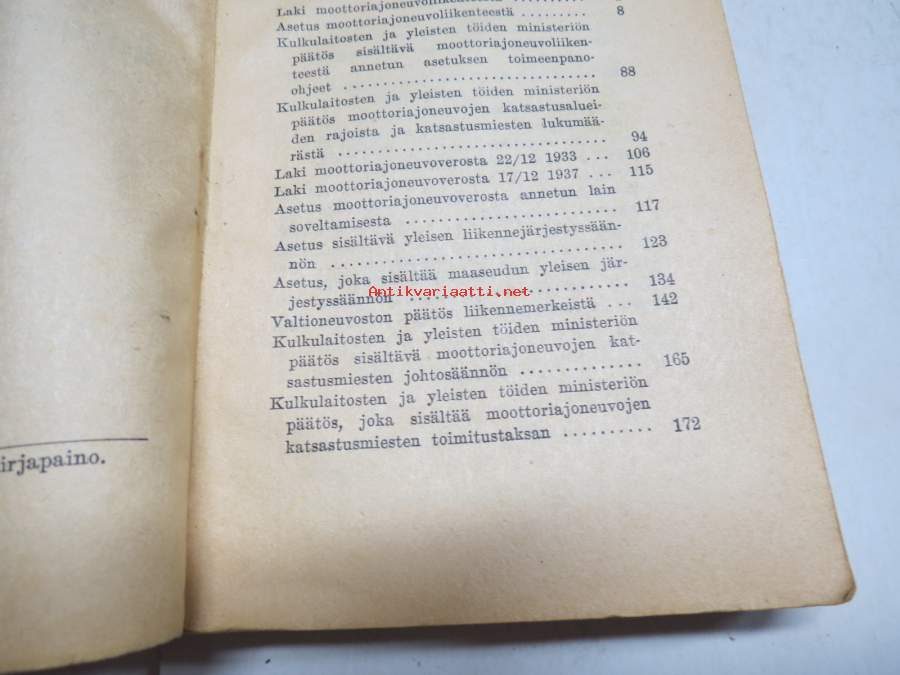 Laki moottoriajoneuvoliikenteestä
Asetus moottoriajoneuvoliikenteestä ......... 8
Kulkulaitosten ja yleisten töiden ministeriön
päätös sisältävä moottoriajoneuvoliiken-
teestä annetun asetuksen toimeenpano-
ohjeet .............................. 88
Kulkulaitosten ja yleisten töiden ministeriön
päätös moottoriajoneuvojen katsastusaluei-
den rajoista ja katsastusmiesten lukumää-
rästä .............................. 94
Laki moottoriajoneuvoverosta 22/12 1933 ... 106
Laki moottoriajoneuvoverosta 17/12 1937 ... 115
Asetus moottoriajoneuvoverosta annetun lain
soveltamisesta ........................ 117
Asetus sisältävä yleisen liikennejärjestyssään-
nön .............................. 123
Asetus, joka sisältää maaseudun yleisen jär-
jestyssäännön ........................ 134
Antikvariaatti.net
Valtioneuvoston päätös liikennemerkeistä ... 142
Kulkulaitosten ja yleisten töiden ministeriön
päätös sisältävä moottoriajoneuvojen kat-
sastusmiesten johtosäännön .............. 165
Kulkulaitosten ja yleisten töiden ministeriön
päätös, joka sisältää moottoriajoneuvojen
katsastusmiesten toimitustaksan .......... 172
irjapaino.